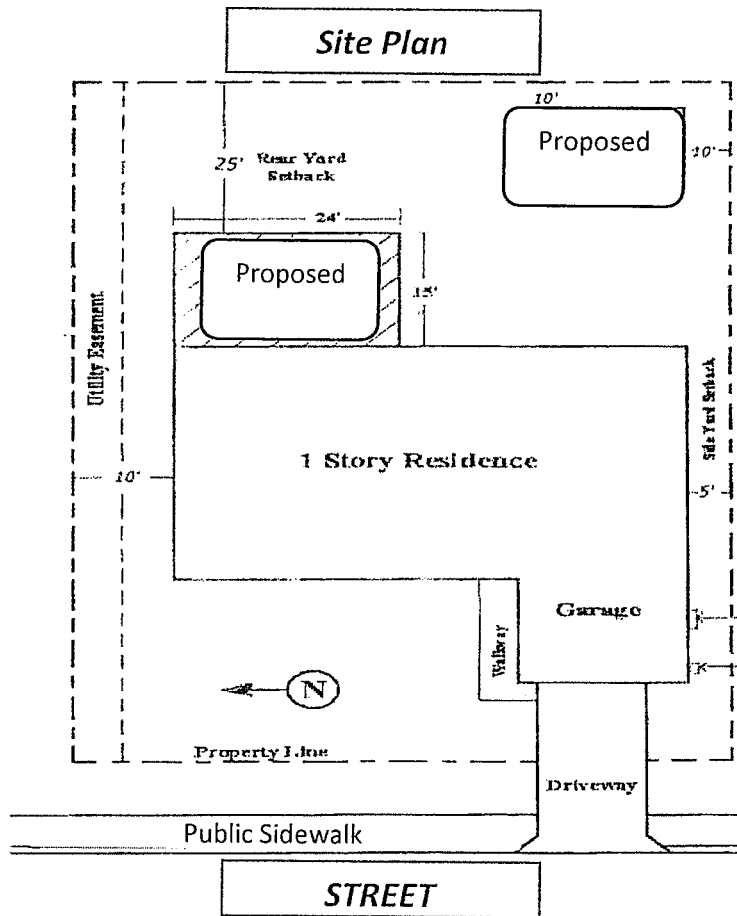 Site Plan
10'
Proposed
10'
25'
Rear Yard
Setback
24'
Proposed
15'
Utility Easement
Side Yard Setback
1 Story Residence
10'
5'
Garage
Walkway
N
Property Line
Driveway
Public Sidewalk
STREET